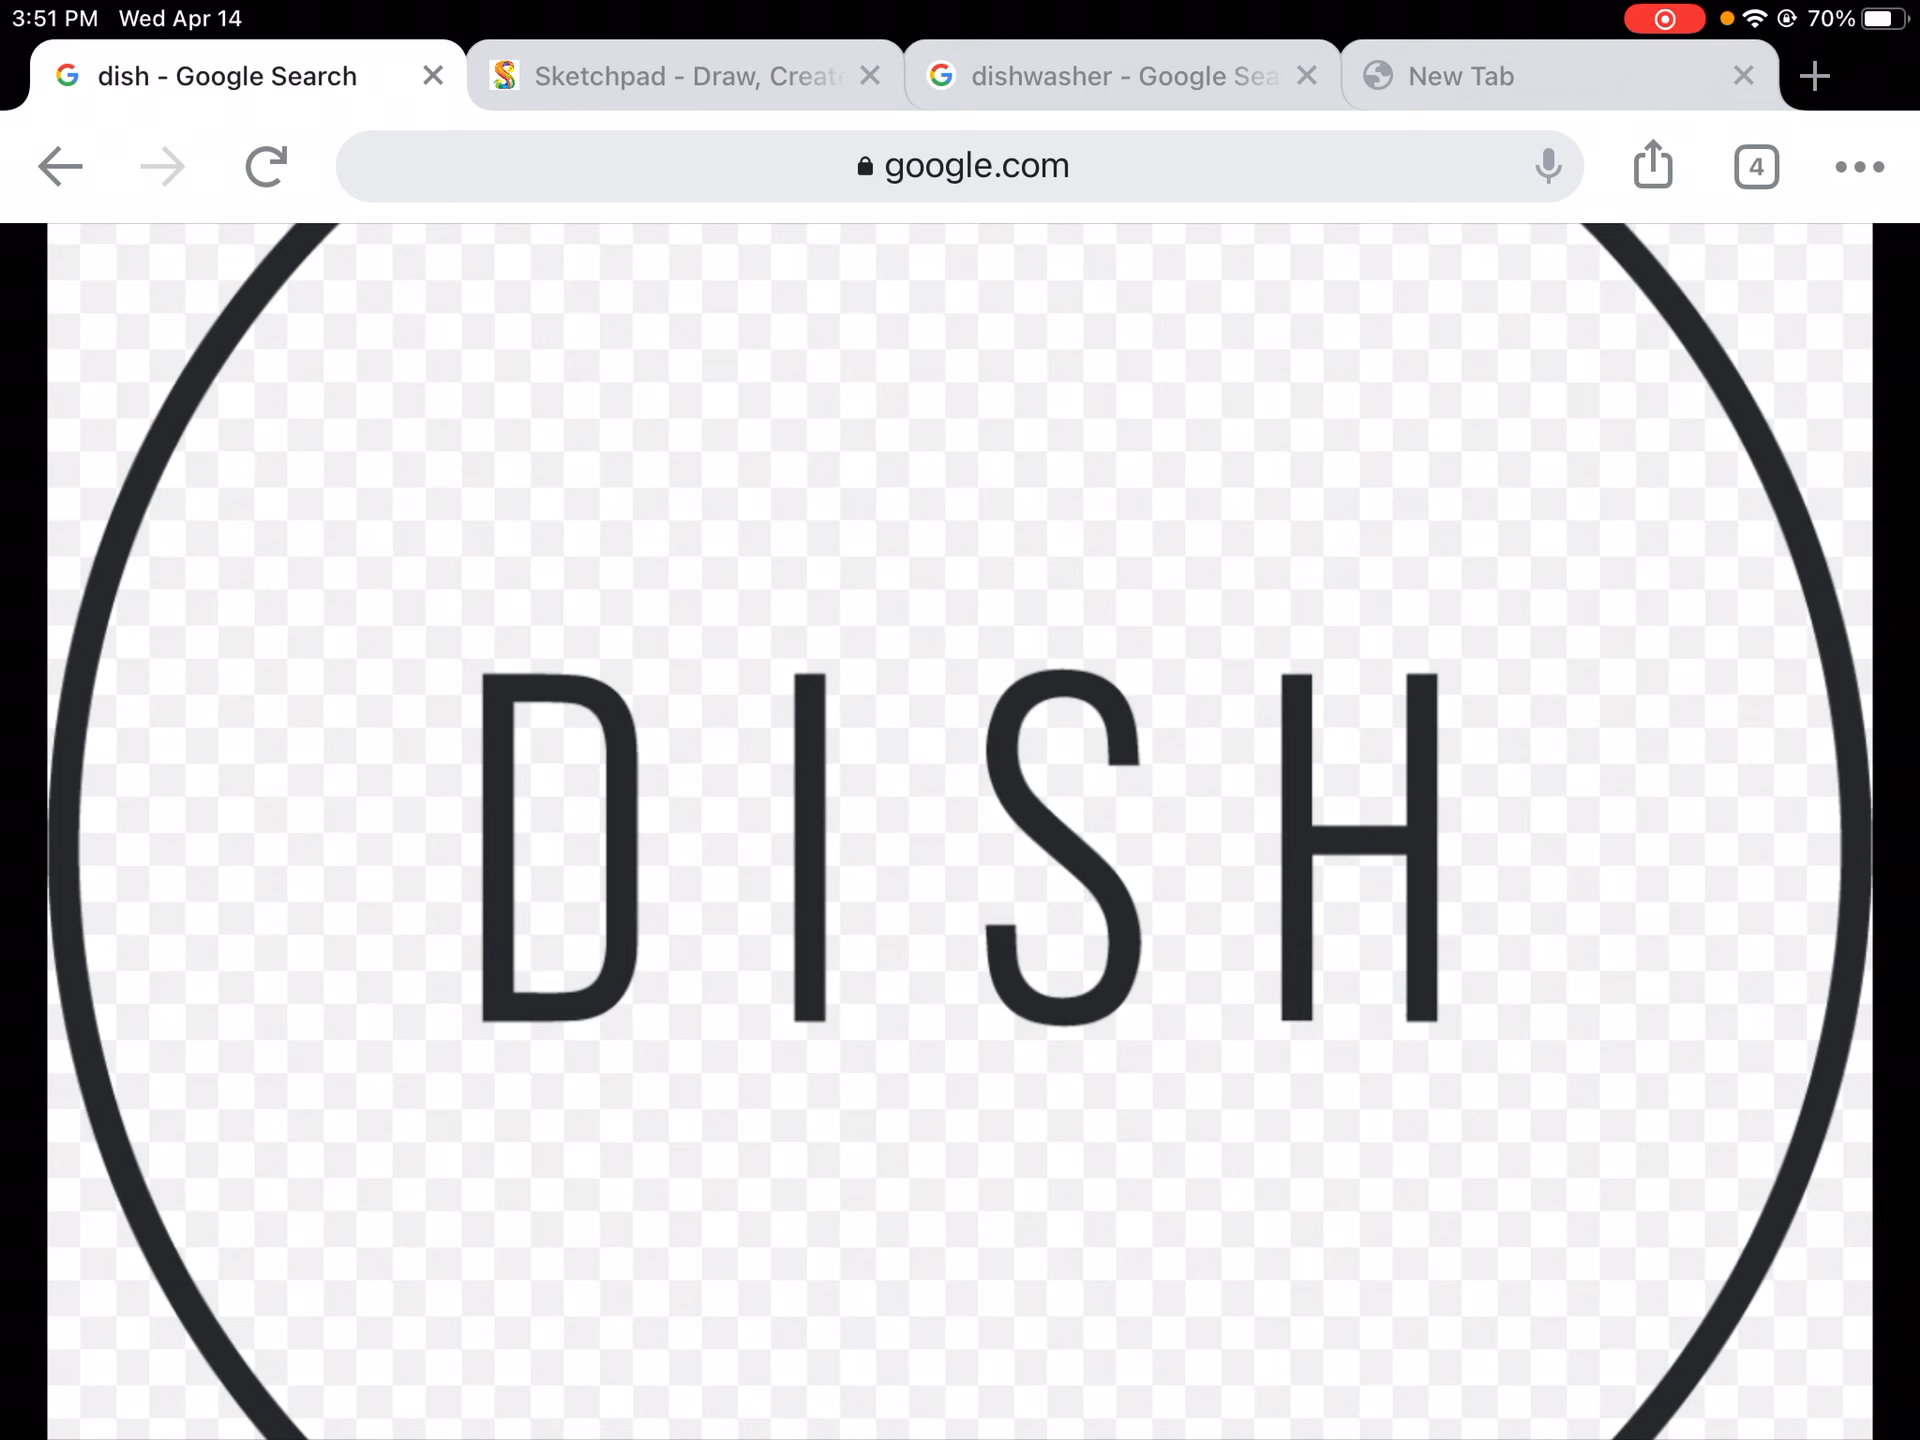 3:51 PM Wed Apr 14 70%
dish - Google Search
Sketchpad - Draw, Create
dishwasher - Google Sea
New Tab
google.com
4
DISH